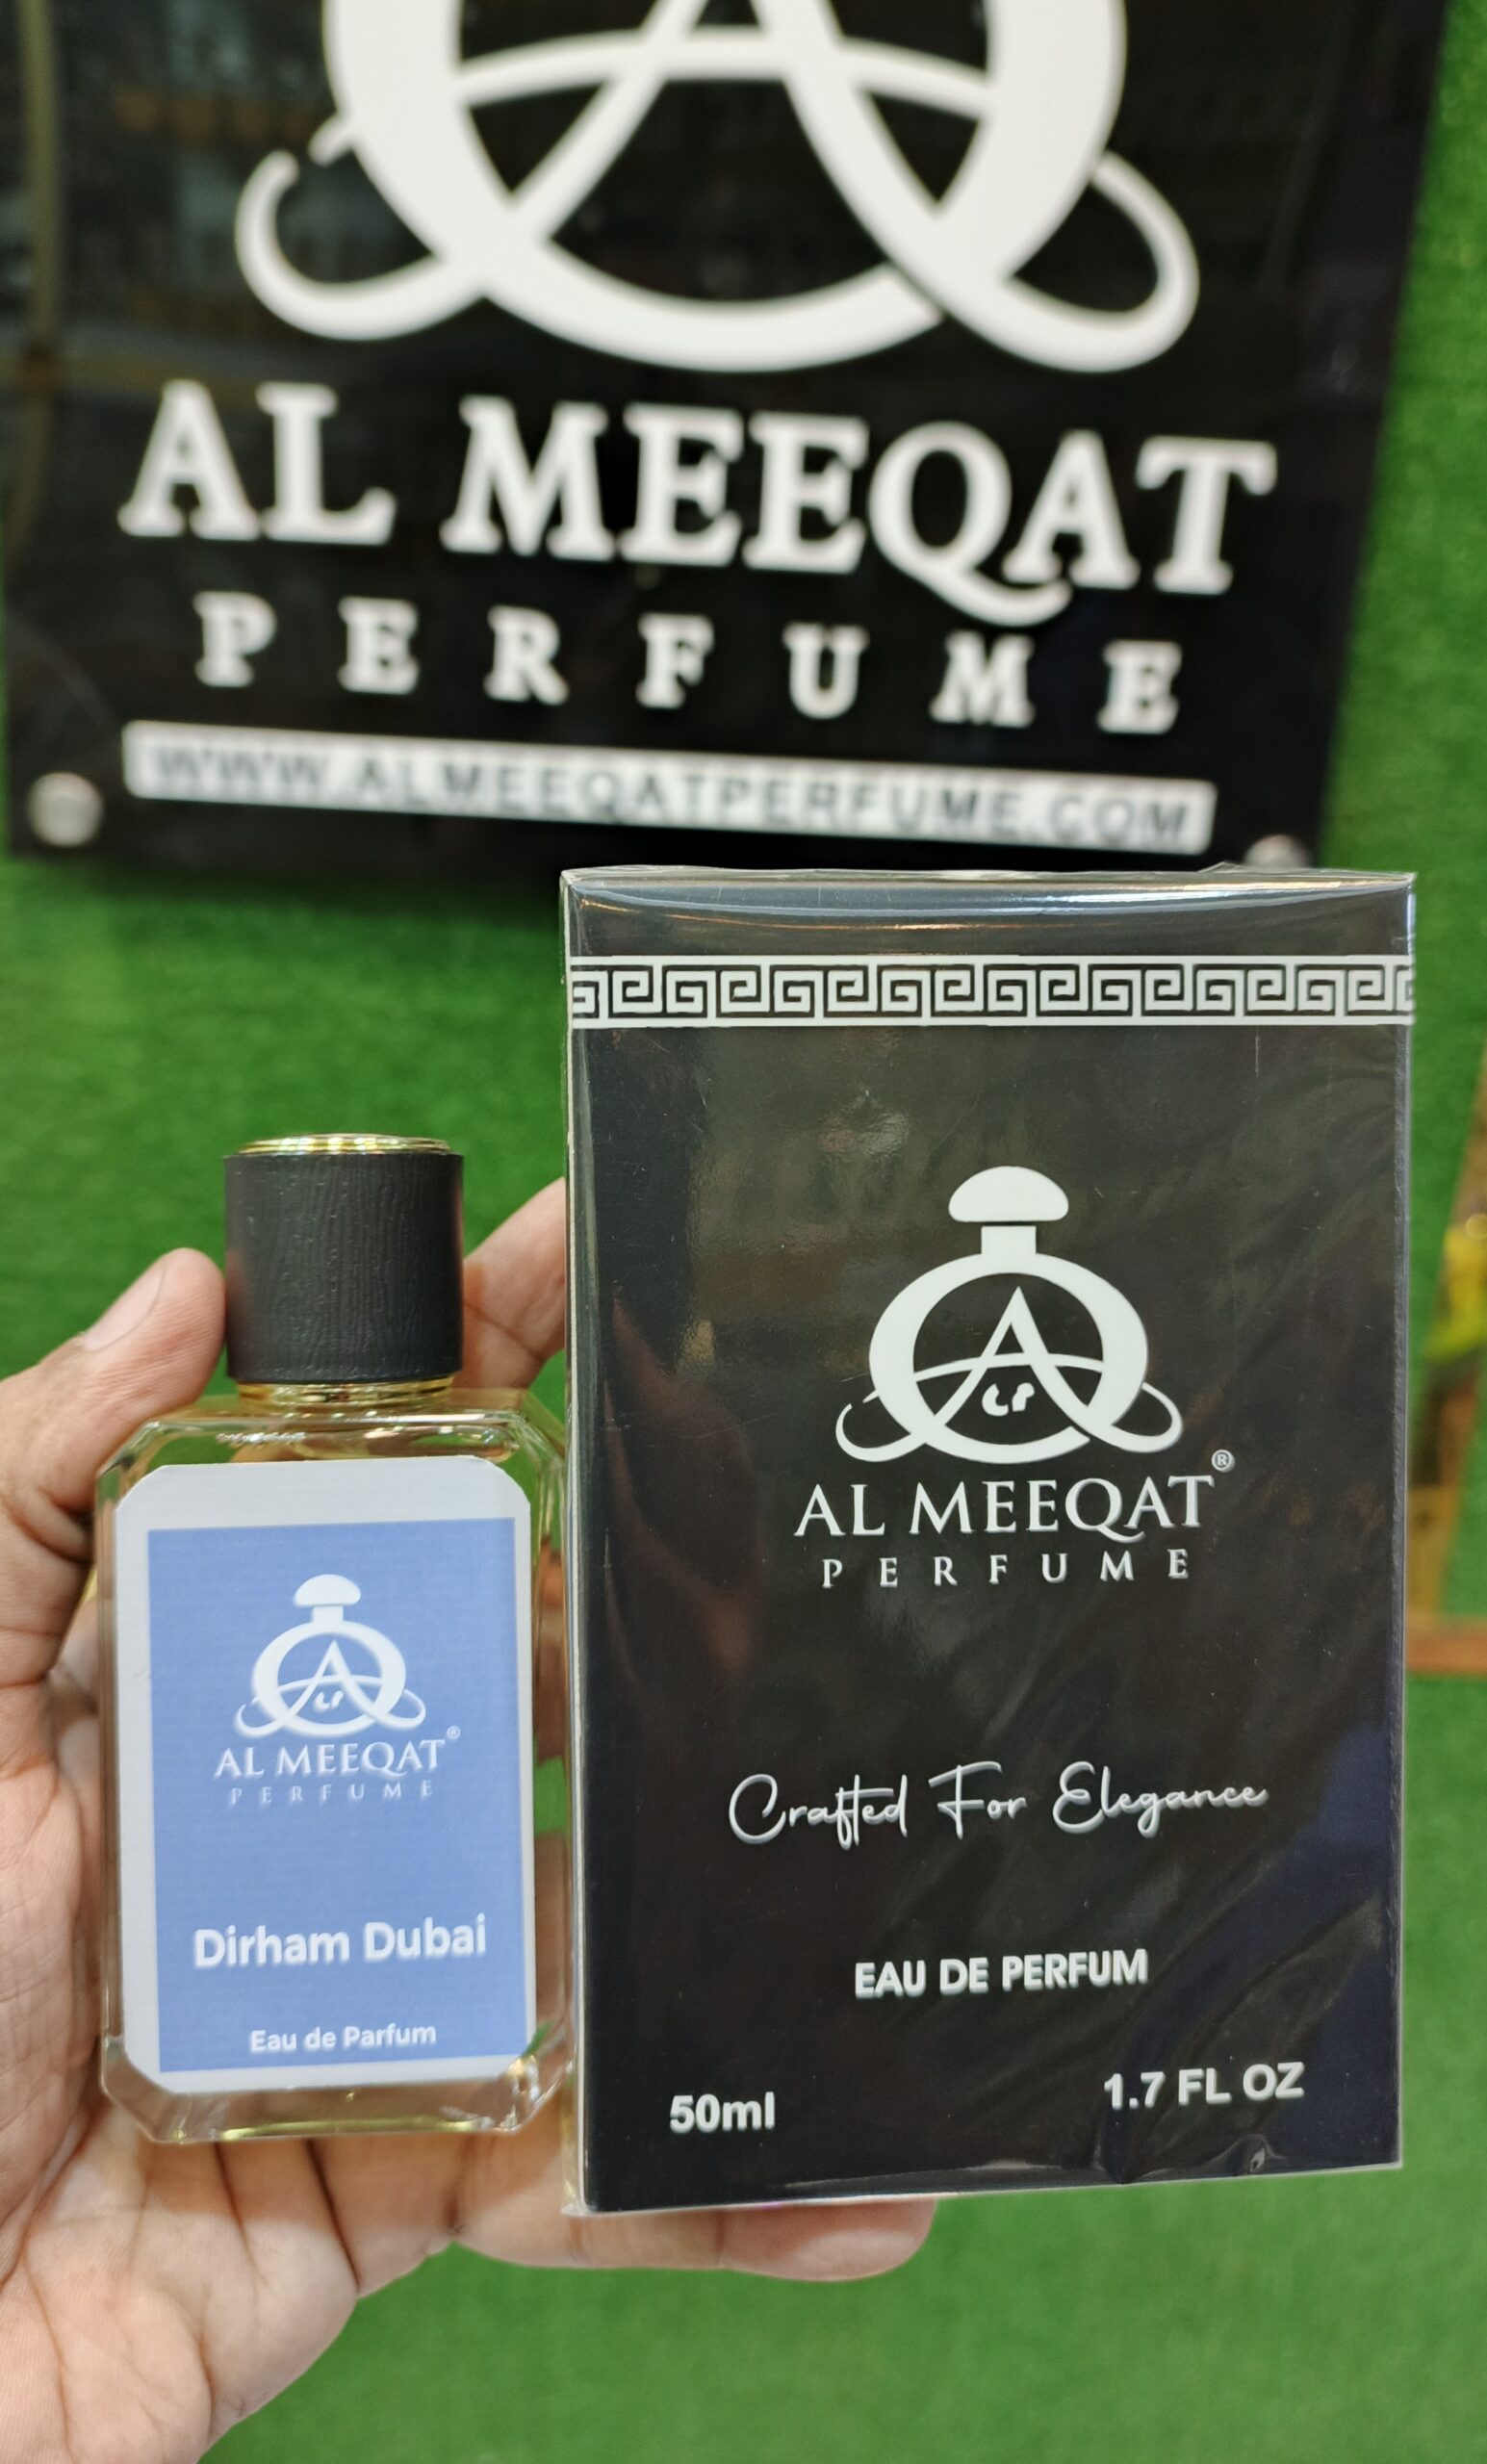 AL MEEQAT
PERFUME
WWW.ALMEEQATPERFUME.COM
AL MEEQAT®
PERFUME
Crafted For Elegance
EAU DE PERFUM
50ml
1.7 FL OZ
AL MEEQAT®
PERFUME
Dirham Dubai
Eau de Parfum